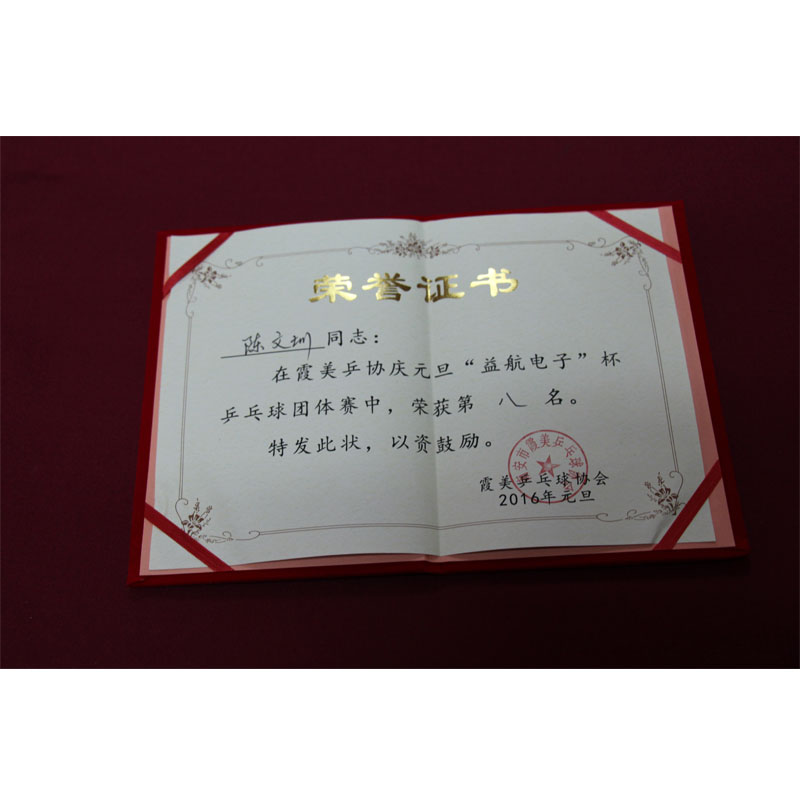 荣誉证书
陈文圳 同志：
在霞美乒协庆元旦“益航电子”杯
乒乓球团体赛中，荣获第 八 名。
特发此状，以资鼓励。
霞美乒乓球协会
2016年元旦